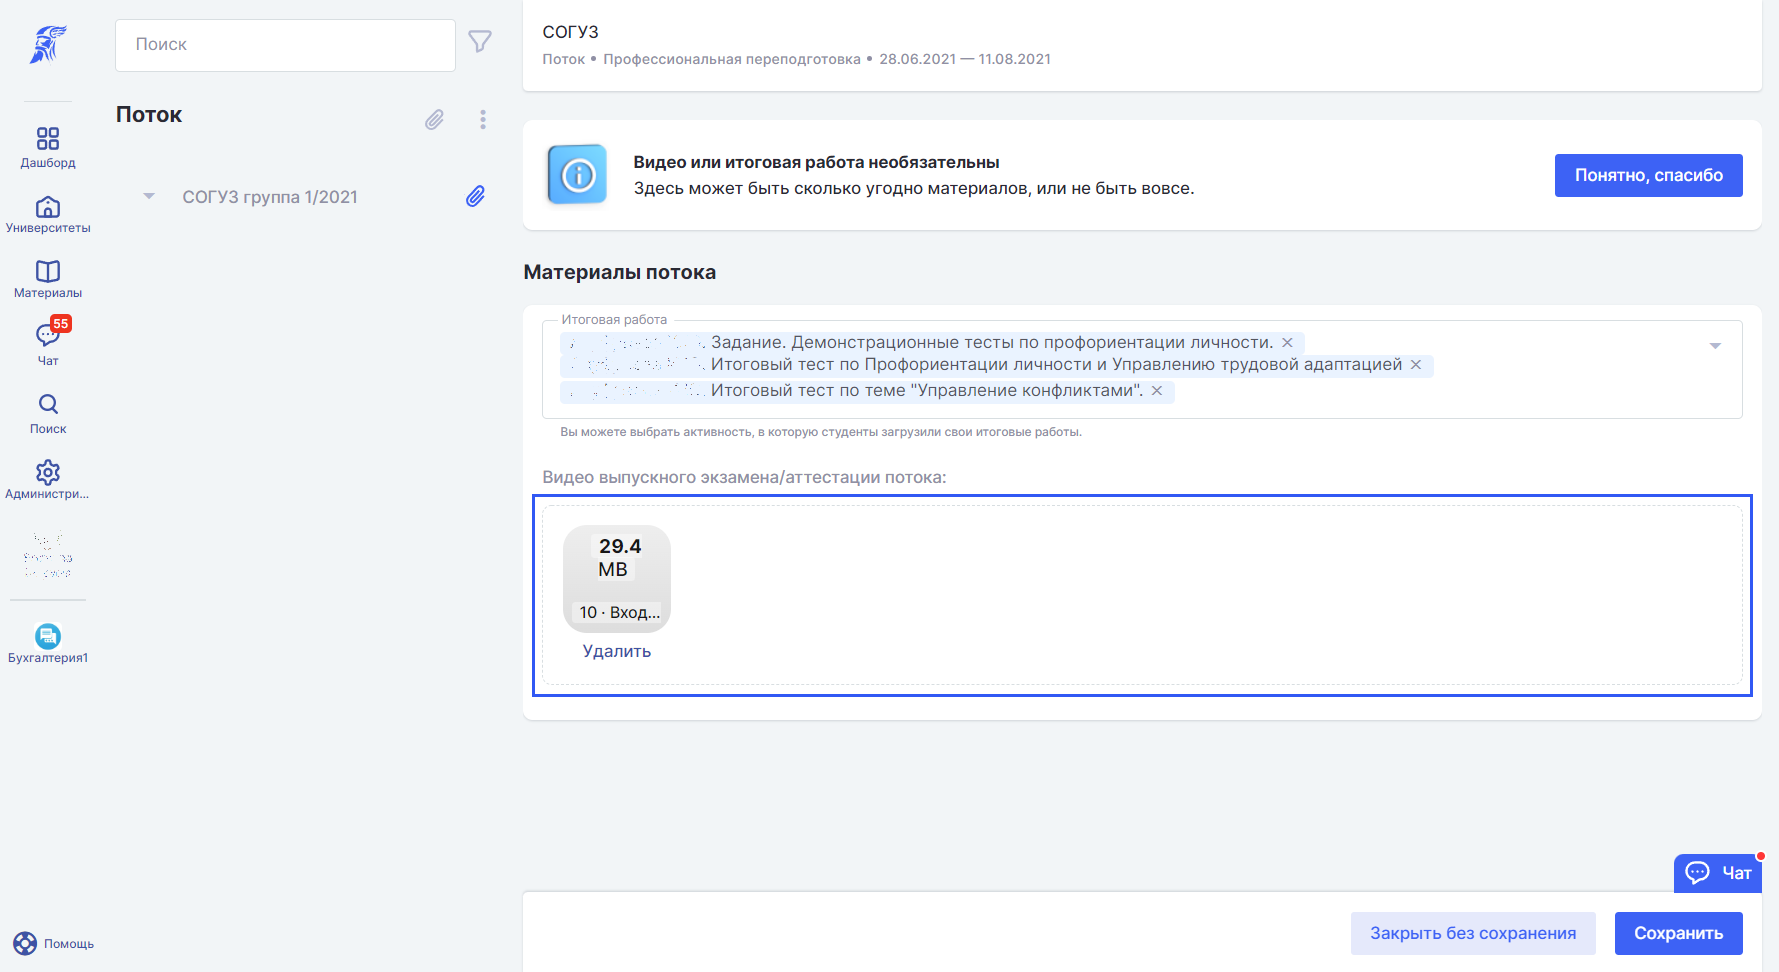 Поиск
Поток
Дашборд
Университеты
Материалы
55
Чат
Поиск
Администри...
Бухгалтерия1
Помощь
СОГУЗ группа 1/2021
СОГУЗ
Поток • Профессиональная переподготовка • 28.06.2021 — 11.08.2021
Видео или итоговая работа необязательны
Здесь может быть сколько угодно материалов, или не быть вовсе.
Понятно, спасибо
Материалы потока
Итоговая работа
Задание. Демонстрационные тесты по профориентации личности. ×
Итоговый тест по Профориентации личности и Управлению трудовой адаптацией ×
Итоговый тест по теме "Управление конфликтами". ×
Вы можете выбрать активность, в которую студенты загрузили свои итоговые работы.
Видео выпускного экзамена/аттестации потока:
29.4
MB
10 · Вход...
Удалить
Чат
Закрыть без сохранения
Сохранить